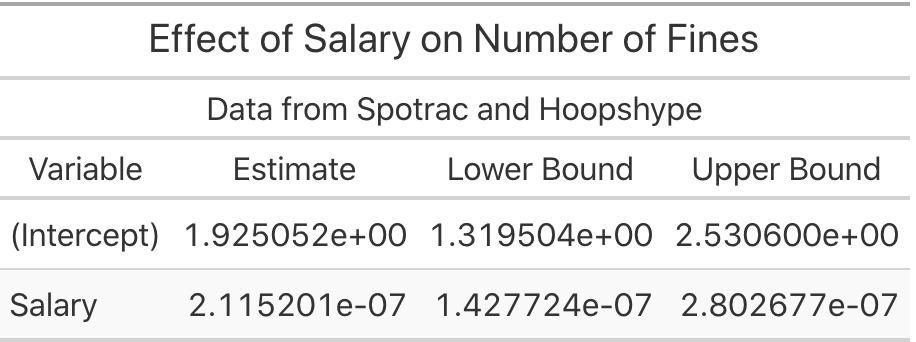 Effect of Salary on Number of Fines
Data from Spotrac and Hoopshype
Variable Estimate Lower Bound Upper Bound
(Intercept) 1.925052e+00 1.319504e+00 2.530600e+00
Salary 2.115201e-07 1.427724e-07 2.802677e-07